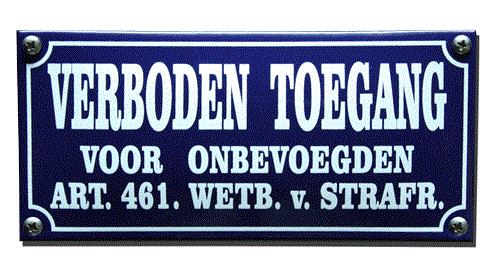 VERBODEN TOEGANG
VOOR ONBEVOEGDEN
ART. 461. WETB. v. STRAFR.